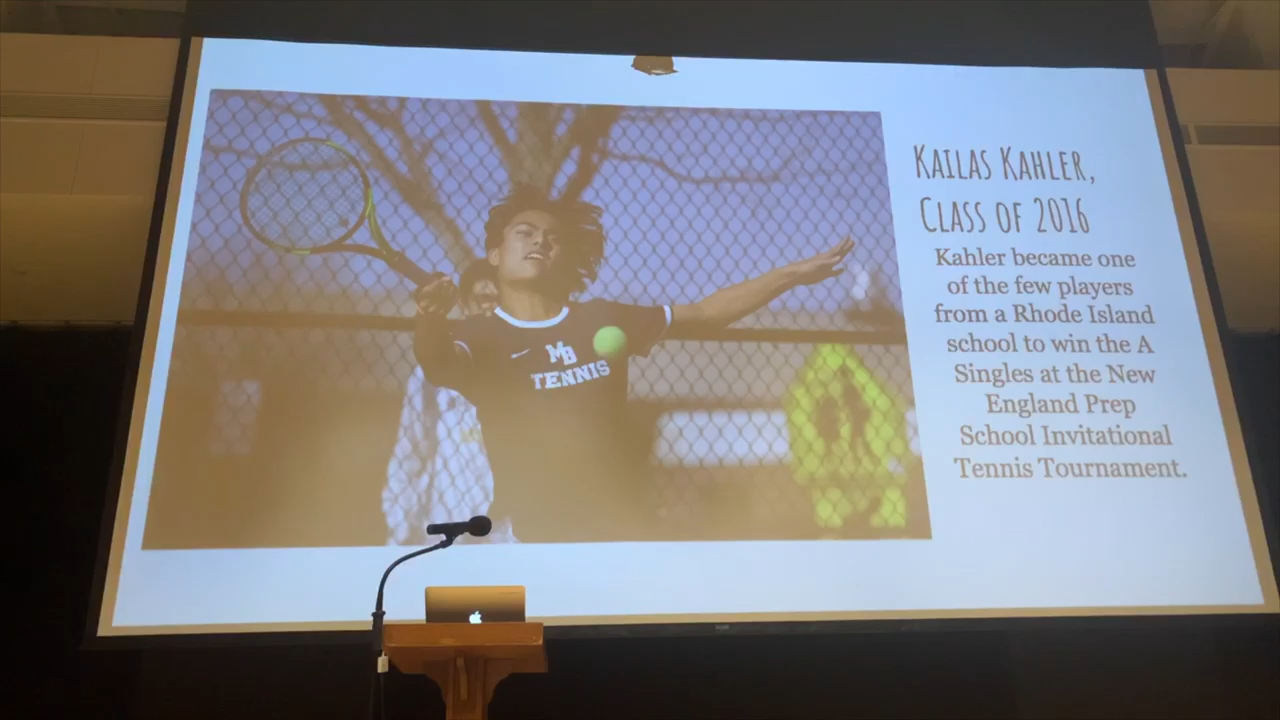 KAILAS KAHLER,
CLASS OF 2016
Kahler became one
of the few players
from a Rhode Island
school to win the A
Singles at the New
England Prep
School Invitational
Tennis Tournament.
MB
TENNIS